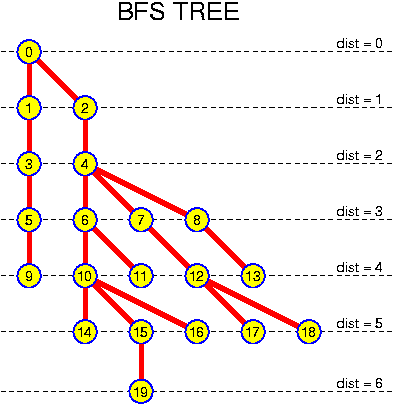 BFS TREE
dist = 0
0
dist = 1
1 2
dist = 2
3 4
dist = 3
5 6 7 8
dist = 4
9 10 11 12 13
dist = 5
14 15 16 17 18
dist = 6
19